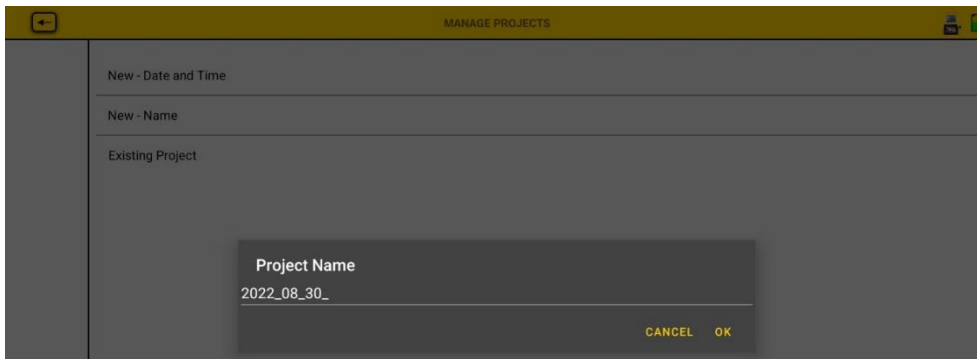 MANAGE PROJECTS
New - Date and Time
New - Name
Existing Project
Project Name
2022_08_30_
CANCEL OK